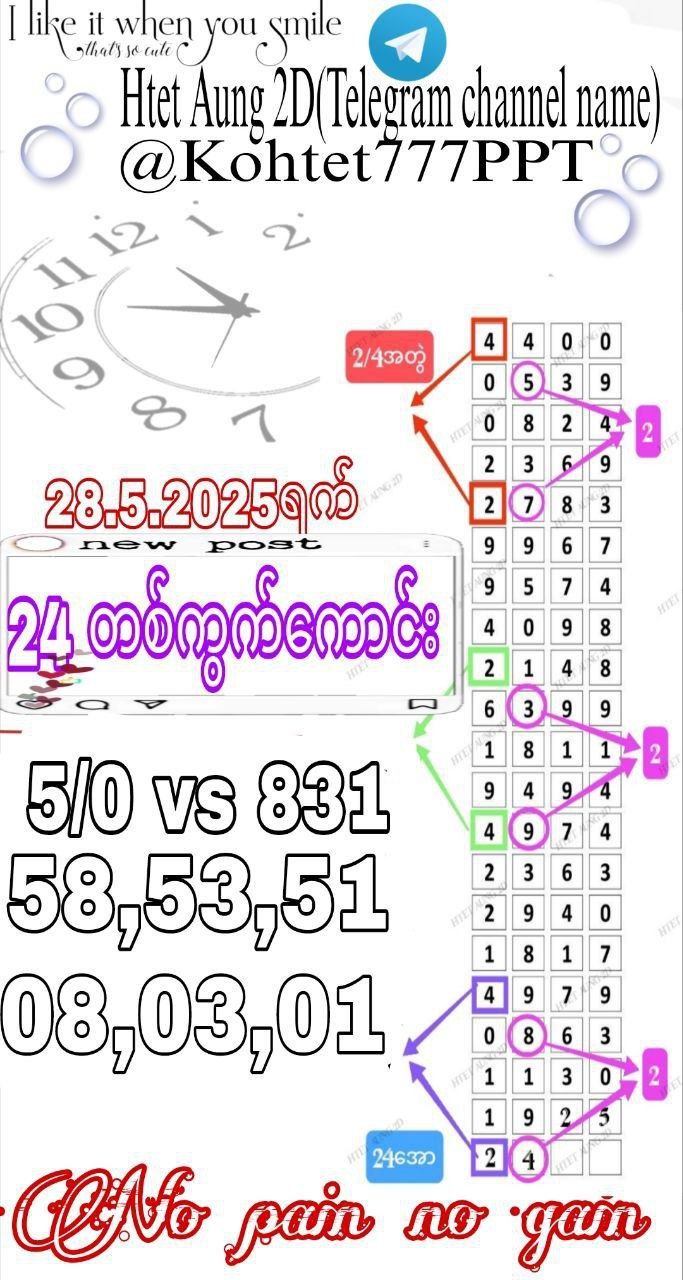 I like it when you smile
that's so cute
Htet Aung 2D(Telegram channel name)
@Kohtet777PPT
12 1 2
11
10
9
8 7
2/4အတွဲ
28.5.2025ရက်
new post
24 တစ်ကွက်ကောင်း
5/0 vs 831
58,53,51
08,03,01
4 4 0 0
0 5 3 9
0 8 2 4 2
2 3 6 9
2 7 8 3
9 9 6 7
9 5 7 4
4 0 9 8
2 1 4 8
6 3 9 9
1 8 1 1 2
9 4 9 4
4 9 7 4
2 3 6 3
2 9 4 0
1 8 1 7
4 9 7 9
0 8 6 3
1 1 3 0 2
1 9 2 5
24အော 2 4
HTET AUNG 2D
No pain no gain